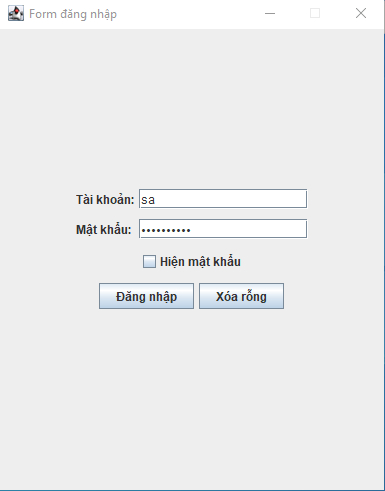 Form đăng nhập
Tài khoản: sa
Mật khẩu: ••••••••••
Hiện mật khẩu
Đăng nhập Xóa rỗng